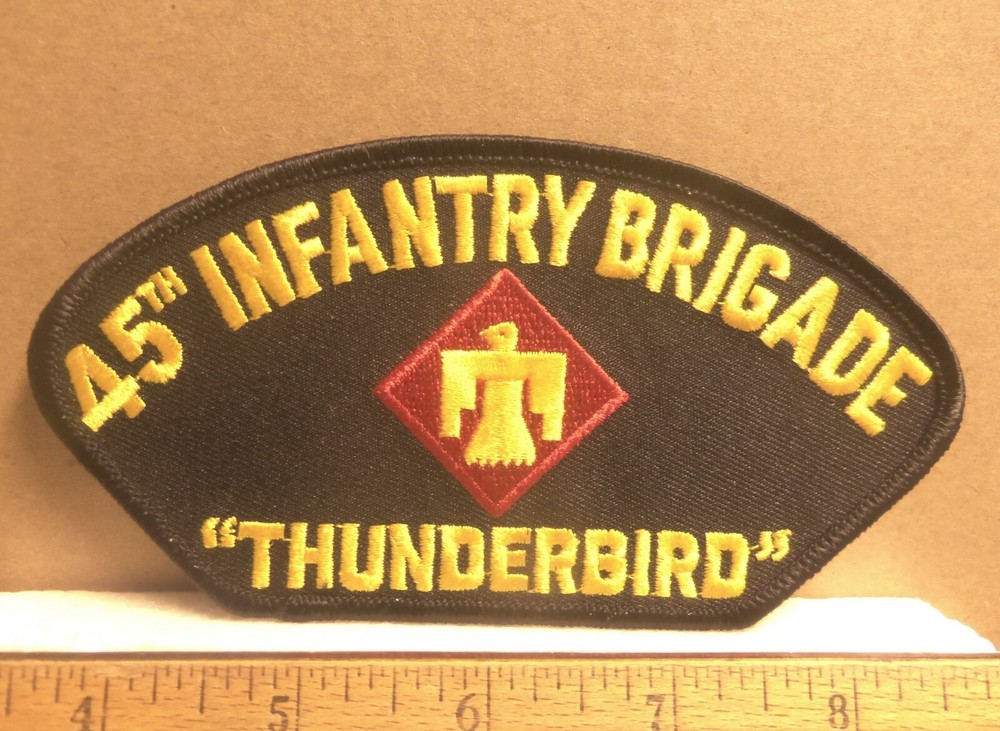 45TH INFANTRY BRIGADE
“THUNDERBIRD”
4 5 6 7 8